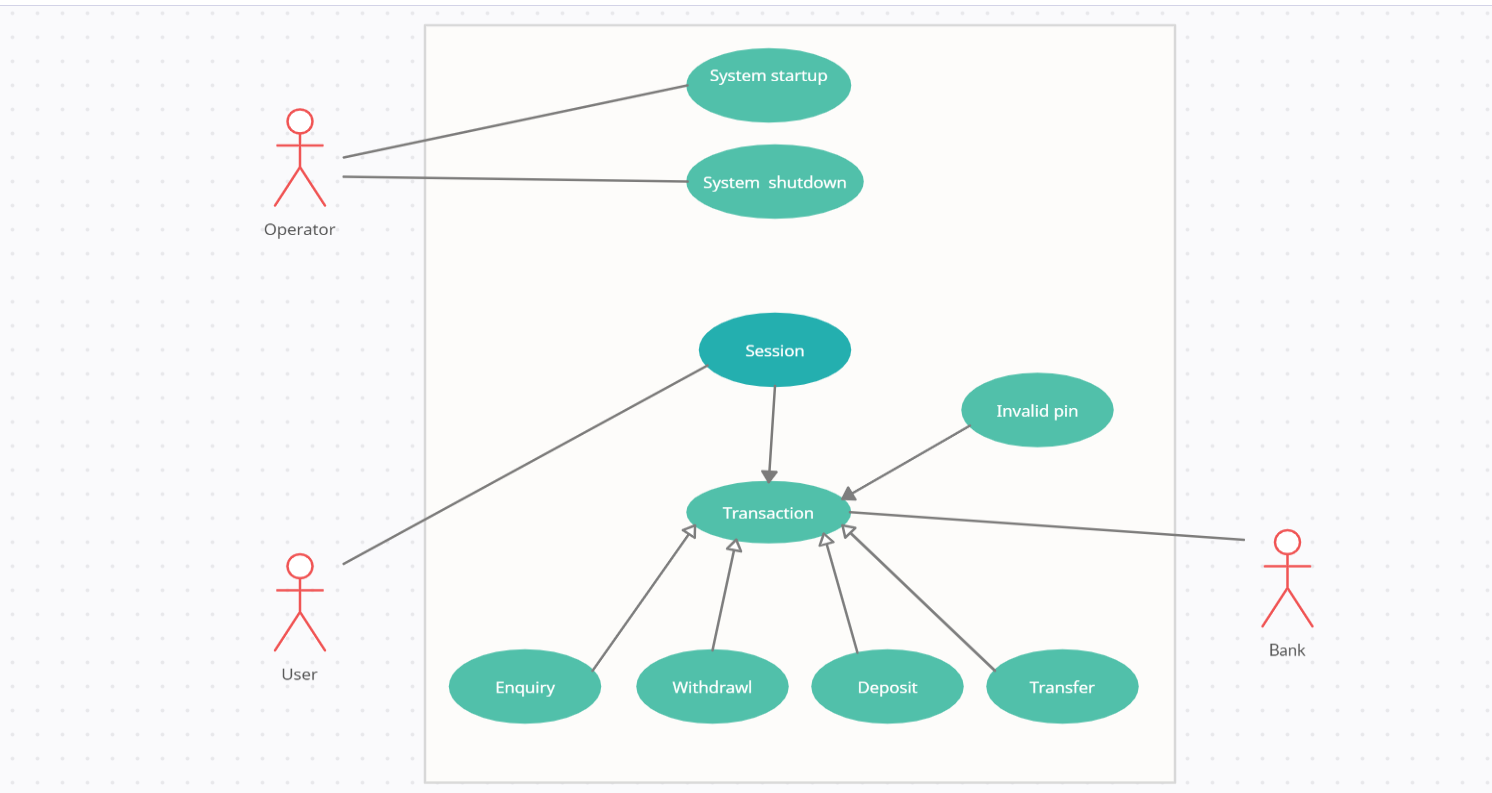 System startup
System  shutdown
Operator
Session
Invalid pin
Transaction
User
Bank
Enquiry
Withdrawl
Deposit
Transfer